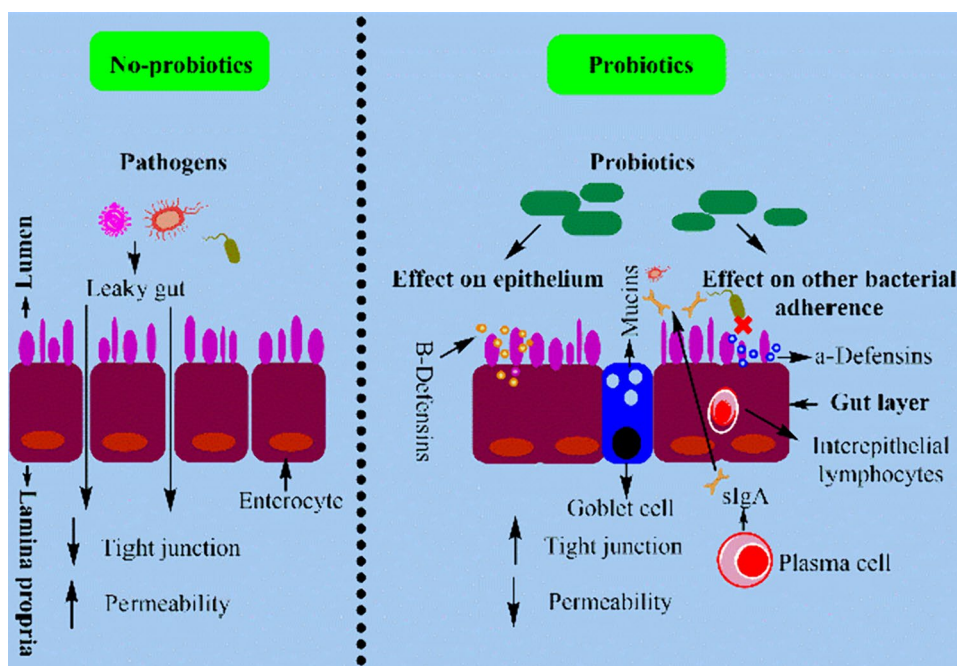 No-probiotics
Pathogens
Lumen
Leaky gut
Lamina propria
Enterocyte
Tight junction
Permeability
Probiotics
Probiotics
Effect on epithelium
Effect on other bacterial
adherence
Mucins
B-Defensins
a-Defensins
Gut layer
Interepithelial
lymphocytes
Goblet cell
sIgA
Plasma cell
Tight junction
Permeability